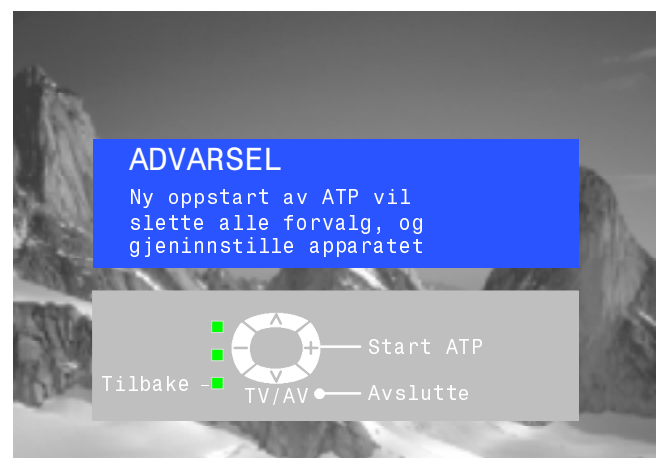 ADVARSEL
Ny oppstart av ATP vil
slette alle forvalg, og
gjeninnstille apparatet
Start ATP
Tilbake
TV/AV
Avslutte